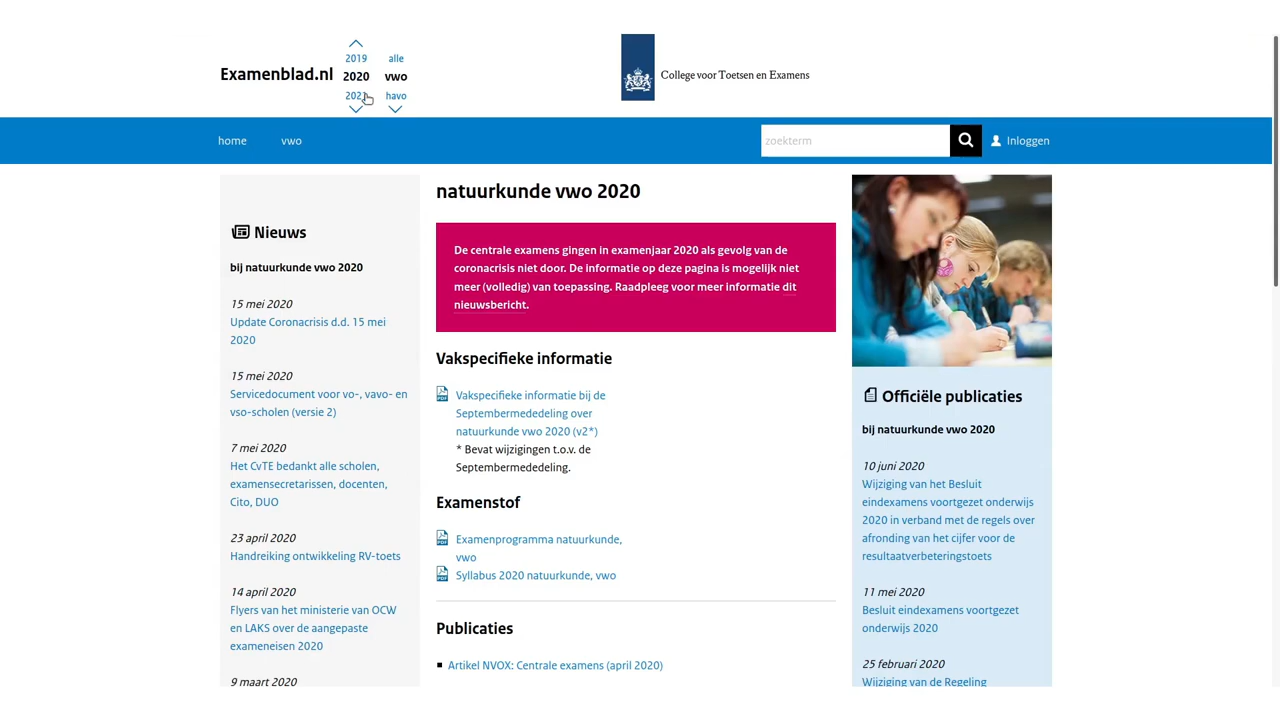 Examenblad.nl
2019
2020
2021
alle
vwo
havo
College voor Toetsen en Examens
home
vwo
zoekterm
Inloggen
Nieuws
bij natuurkunde vwo 2020
15 mei 2020
Update Coronacrisis d.d. 15 mei
2020
15 mei 2020
Servicedocument voor vo-, vavo- en
vso-scholen (versie 2)
7 mei 2020
Het CvTE bedankt alle scholen,
examensecretarissen, docenten,
Cito, DUO
23 april 2020
Handreiking ontwikkeling RV-toets
14 april 2020
Flyers van het ministerie van OCW
en LAKS over de aangepaste
exameneisen 2020
9 maart 2020
natuurkunde vwo 2020
De centrale examens gingen in examenjaar 2020 als gevolg van de
coronacrisis niet door. De informatie op deze pagina is mogelijk niet
meer (volledig) van toepassing. Raadpleeg voor meer informatie dit
nieuwsbericht.
Vakspecifieke informatie
PDF
Vakspecifieke informatie bij de
Septembermededeling over
natuurkunde vwo 2020 (v2*)
* Bevat wijzigingen t.o.v. de
Septembermededeling.
Examenstof
PDF
Examenprogramma natuurkunde,
vwo
PDF
Syllabus 2020 natuurkunde, vwo
Publicaties
Artikel NVOX: Centrale examens (april 2020)
Officiële publicaties
bij natuurkunde vwo 2020
10 juni 2020
Wijziging van het Besluit
eindexamens voortgezet onderwijs
2020 in verband met de regels over
afronding van het cijfer voor de
resultaatverbeteringstoets
11 mei 2020
Besluit eindexamens voortgezet
onderwijs 2020
25 februari 2020
Wijziging van de Regeling